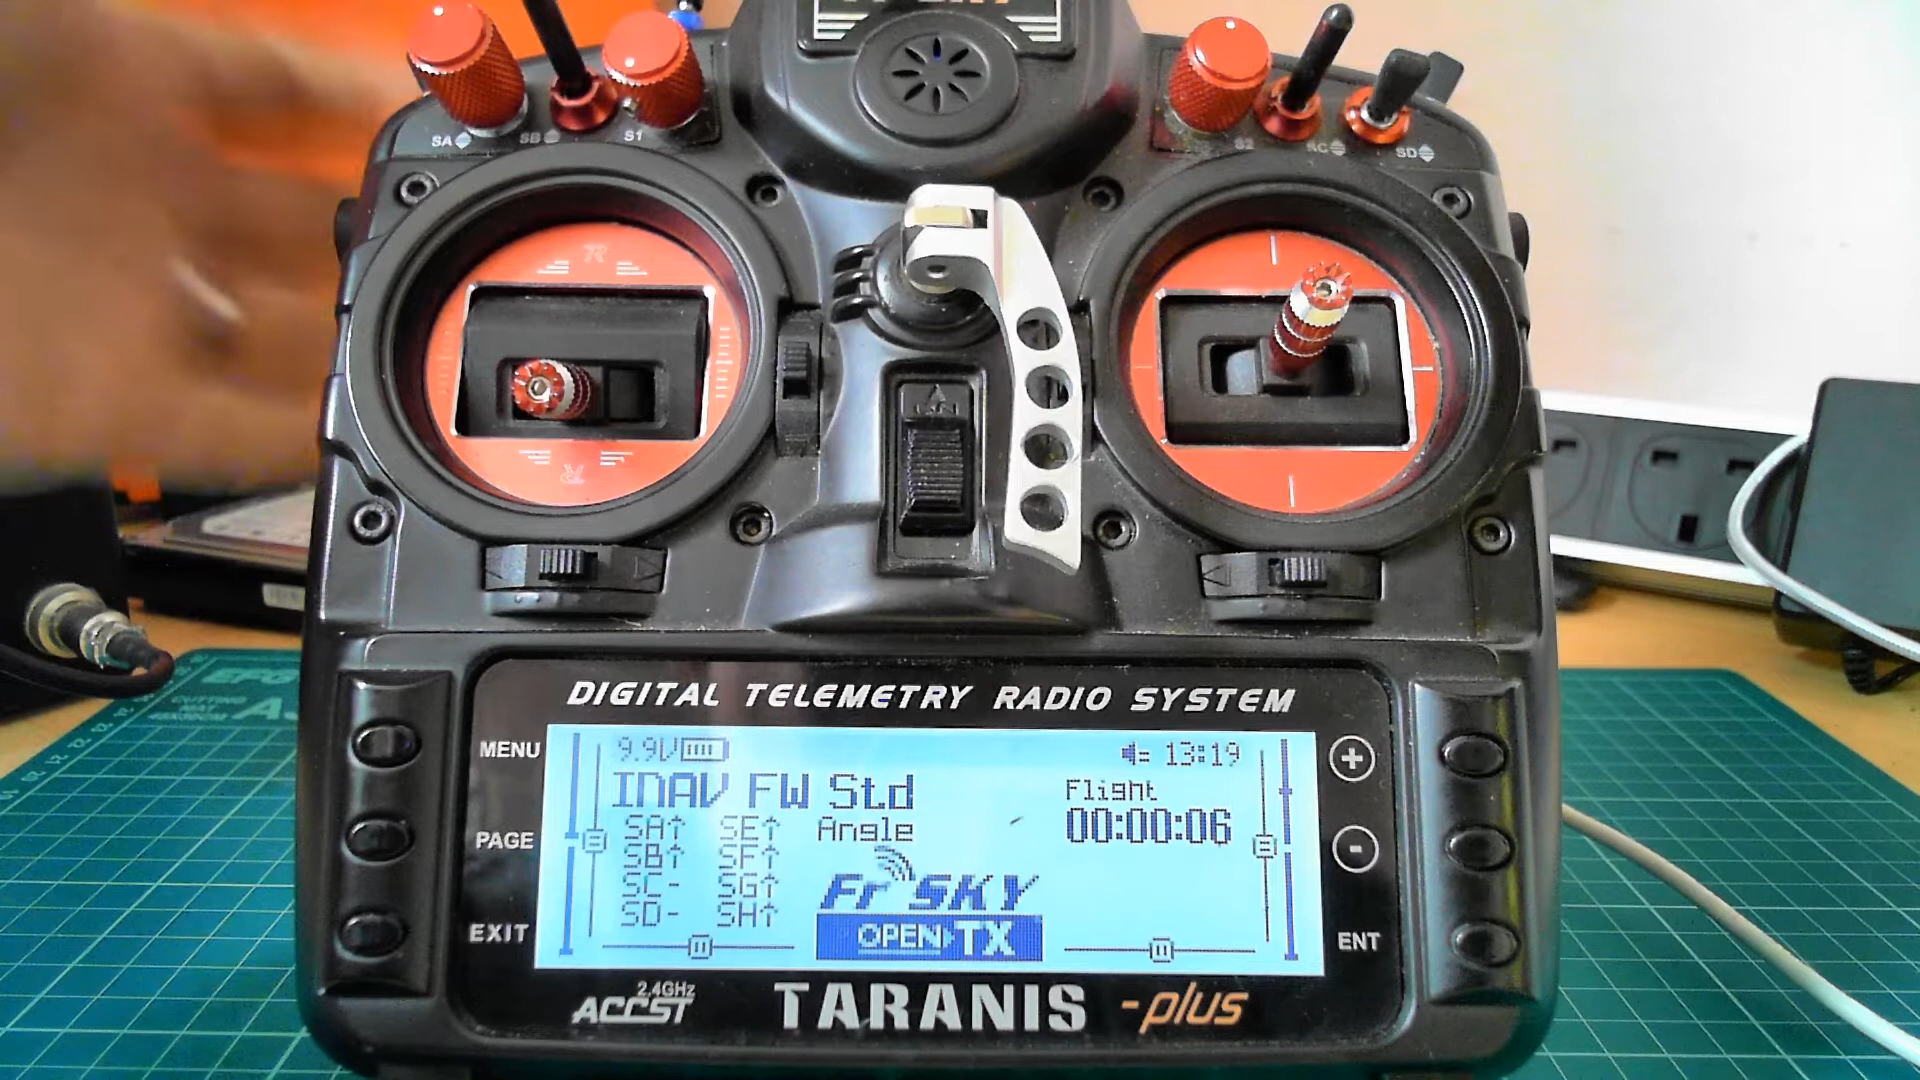 SA
SB
S1
S2
SC
SD
DIGITAL TELEMETRY RADIO SYSTEM
MENU
PAGE
EXIT
9.9V
13:19
INAV FW Std
Flight
SA↑ SE↑ Angle
00:00:06
SB↑ SF↑
SC- SG↑
SD- SH↑
FrSKY
OPEN TX
+
-
ENT
2.4GHz
ACCST
TARANIS -plus